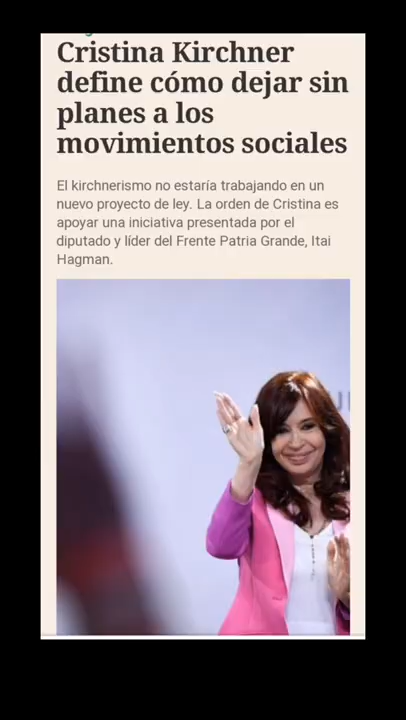 Cristina Kirchner
define cómo dejar sin
planes a los
movimientos sociales
El kirchnerismo no estaría trabajando en un
nuevo proyecto de ley. La orden de Cristina es
apoyar una iniciativa presentada por el
diputado y líder del Frente Patria Grande, Itai
Hagman.